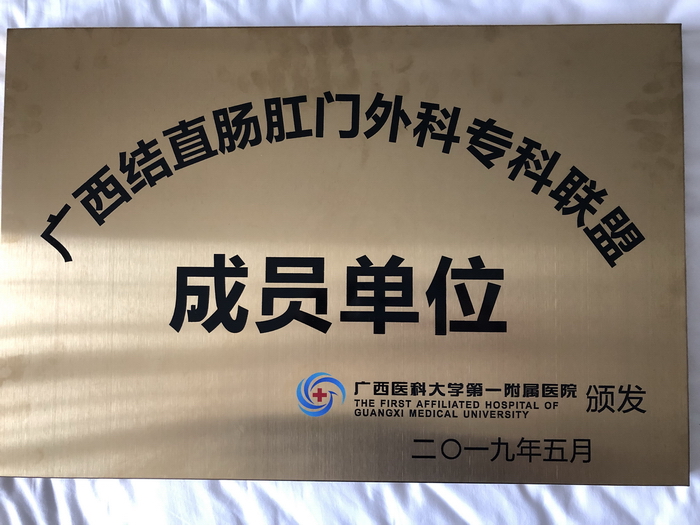 广西结直肠肛门外科专科联盟
成员单位
广西医科大学第一附属医院 颁发
THE FIRST AFFILIATED HOSPITAL OF
GUANGXI MEDICAL UNIVERSITY
二〇一九年五月